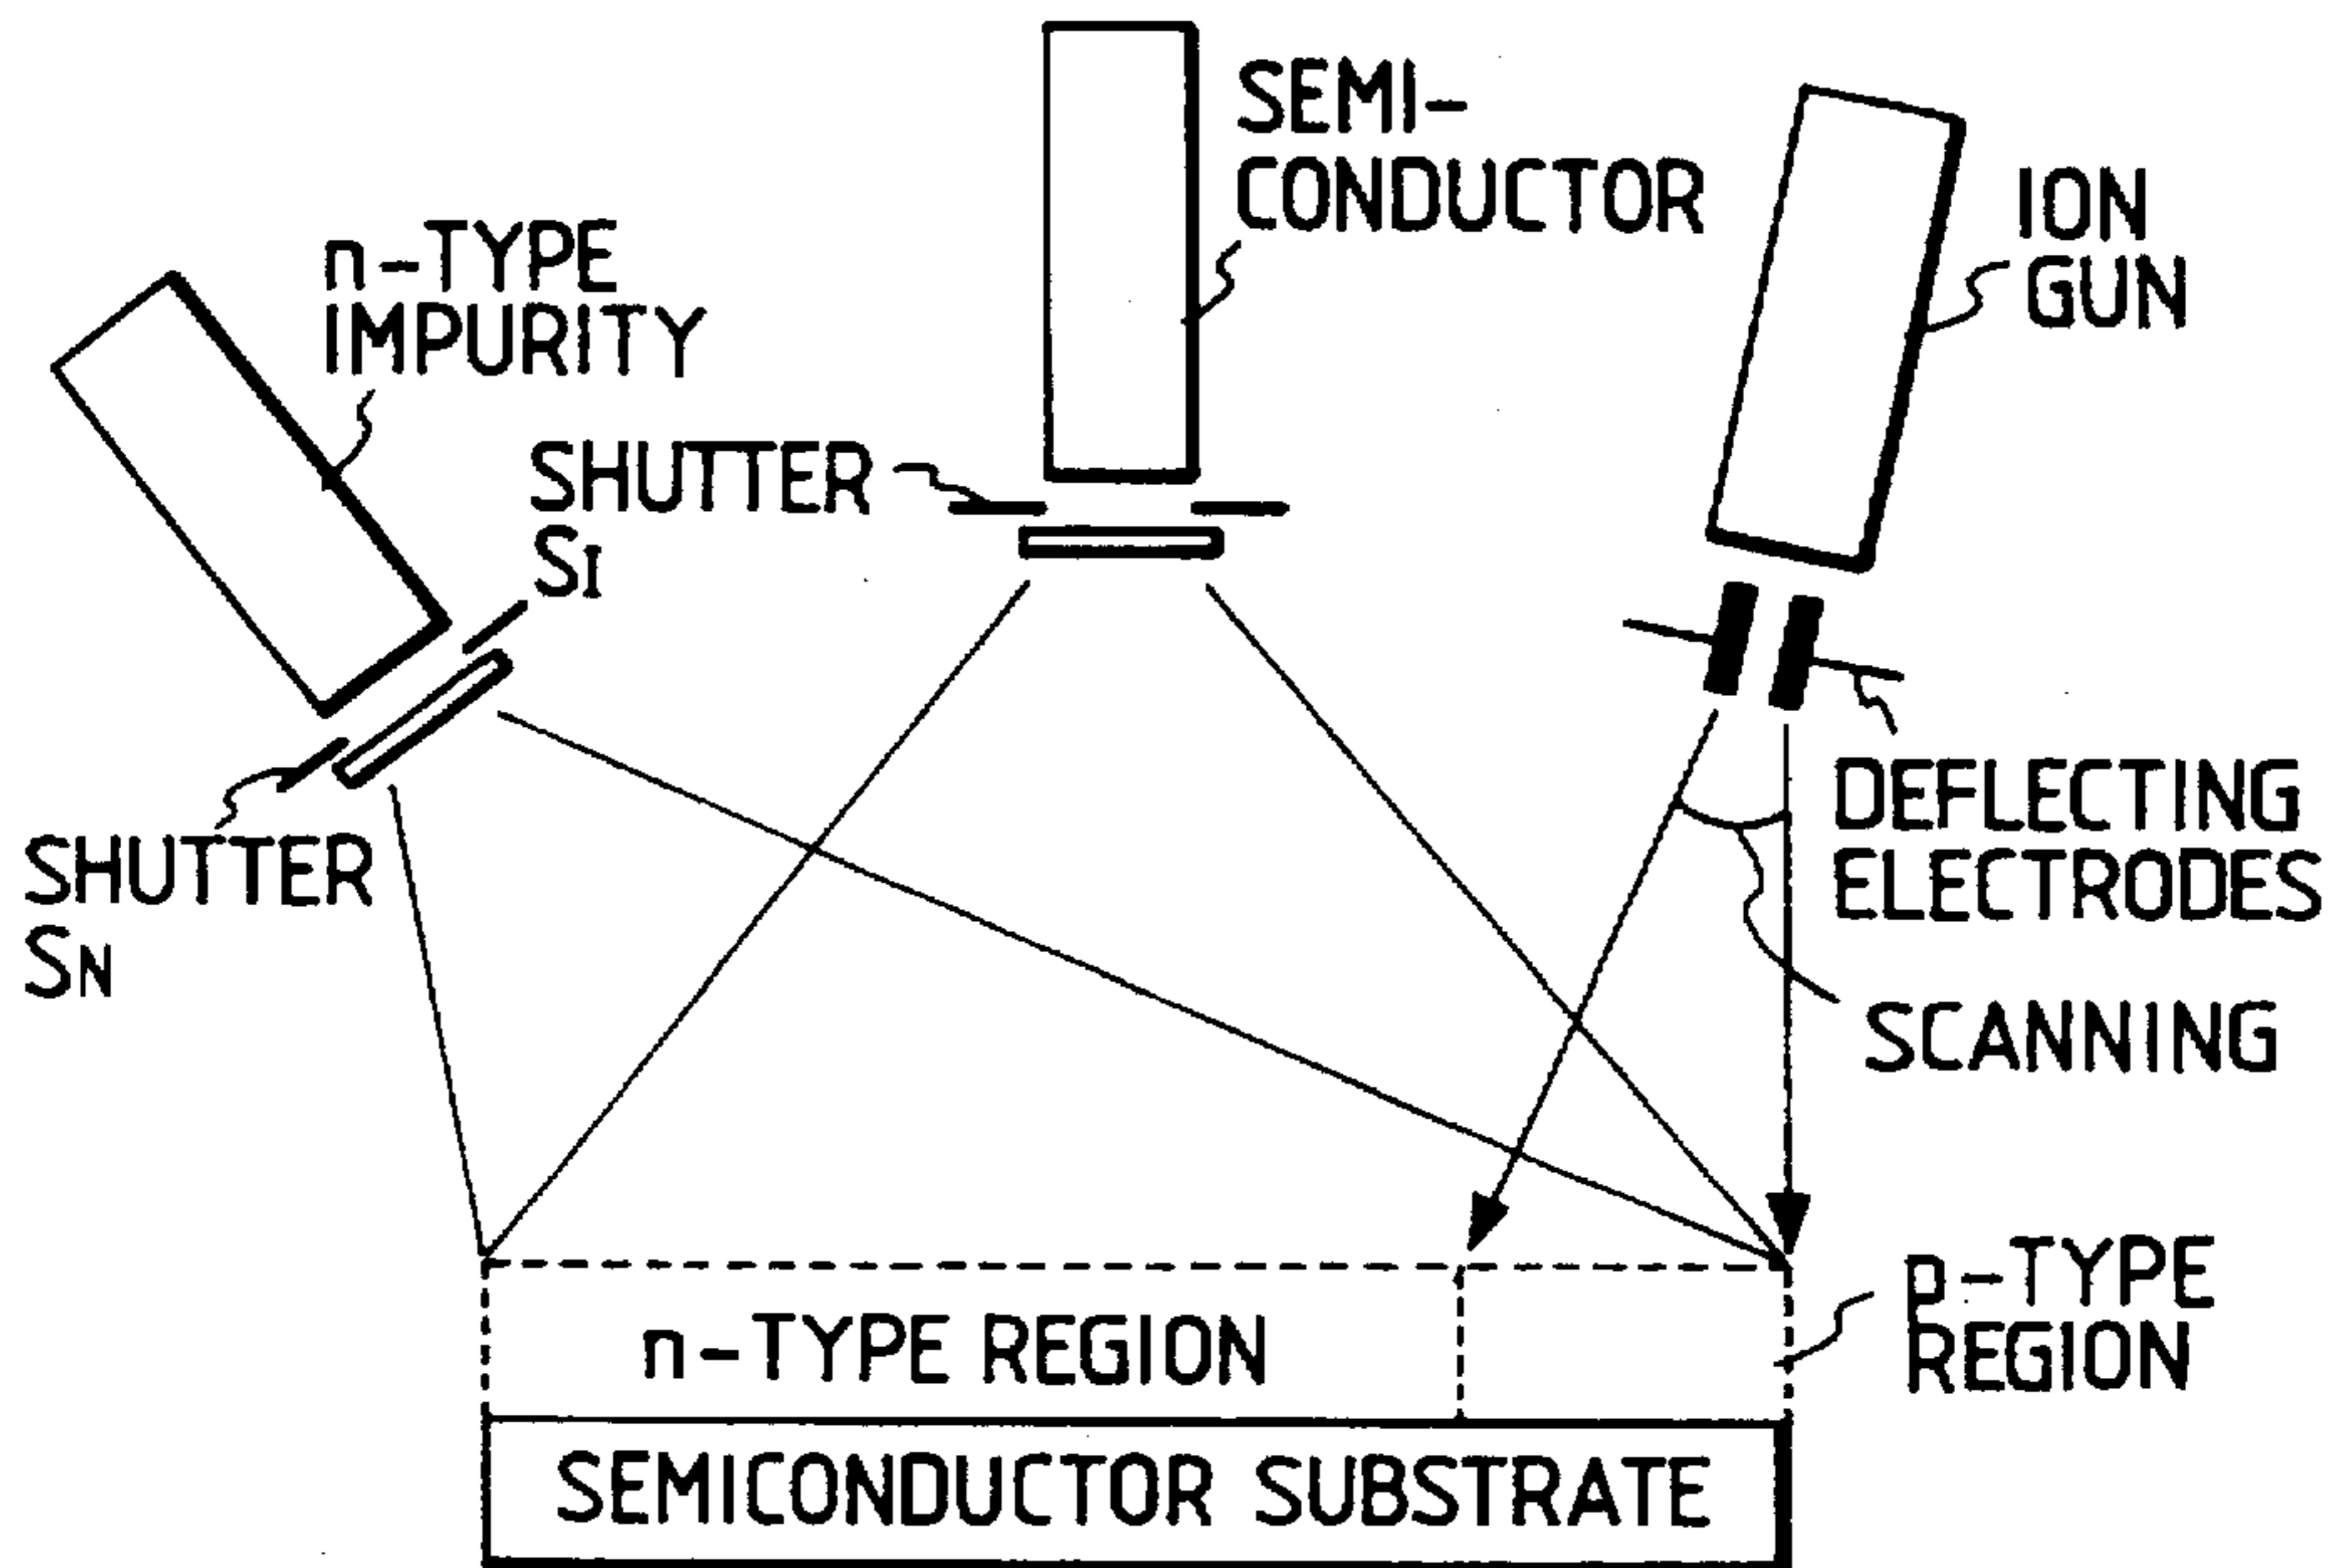 SEMI-
CONDUCTOR
ION
GUN
n-TYPE
IMPURITY
SHUTTER
SI
SHUTTER
SN
DEFLECTING
ELECTRODES
SCANNING
p-TYPE
REGION
n-TYPE REGION
SEMICONDUCTOR SUBSTRATE